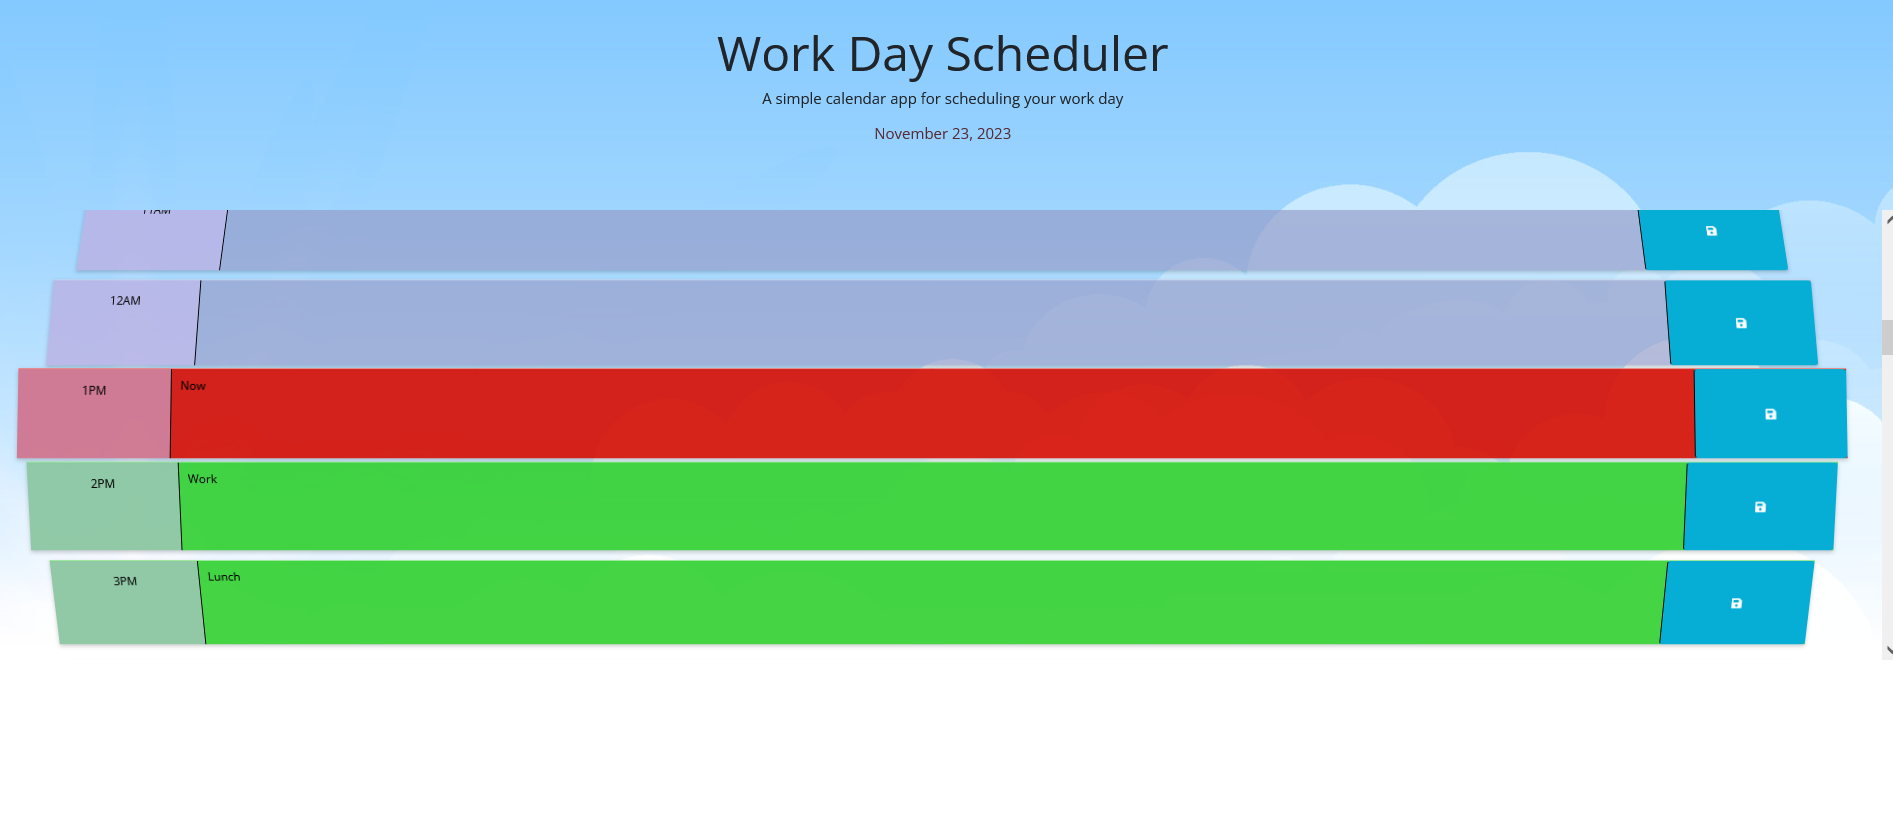 Work Day Scheduler
A simple calendar app for scheduling your work day
November 23, 2023
11AM
12AM
1PM
Now
2PM
Work
3PM
Lunch